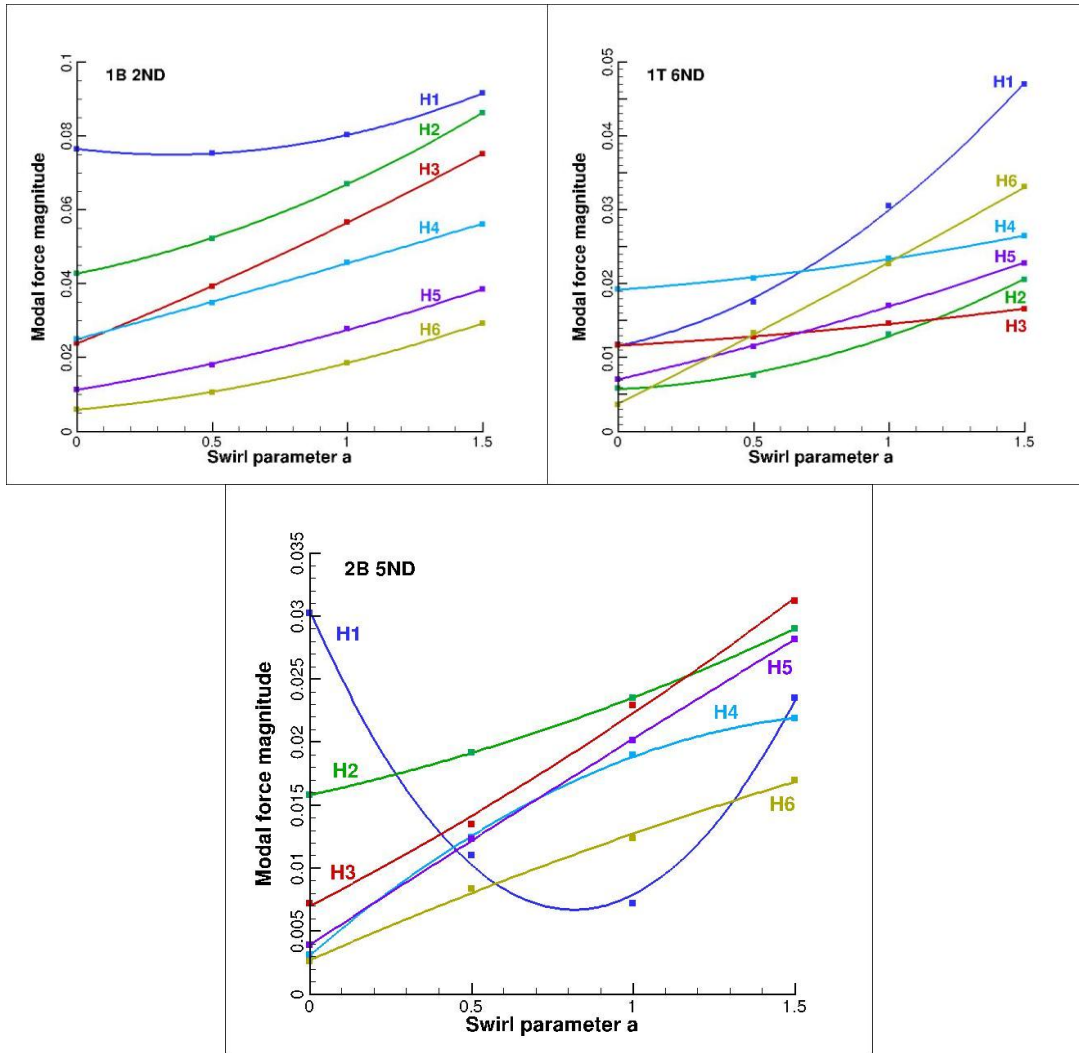 1B 2ND
Modal force magnitude
0.1
0.08
0.06
0.04
0.02
0
H1
H2
H3
H4
H5
H6
0
0.5
1
1.5
Swirl parameter a
1T 6ND
Modal force magnitude
0.05
0.04
0.03
0.02
0.01
0
H1
H6
H4
H5
H2
H3
0
0.5
1
1.5
Swirl parameter a
2B 5ND
Modal force magnitude
0.035
0.03
0.025
0.02
0.015
0.01
0.005
0
H1
H2
H3
H5
H4
H6
0
0.5
1
1.5
Swirl parameter a